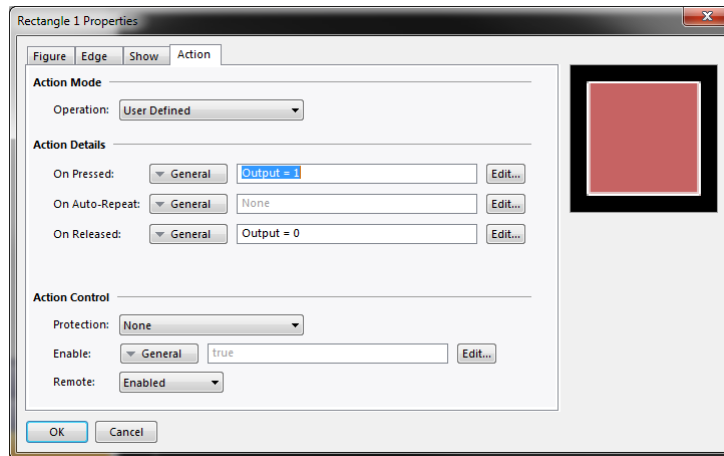 Rectangle 1 Properties
Figure Edge Show Action
Action Mode
Operation: User Defined
Action Details
On Pressed: General Output = 1 Edit...
On Auto-Repeat: General None Edit...
On Released: General Output = 0 Edit...
Action Control
Protection: None
Enable: General true Edit...
Remote: Enabled
OK Cancel